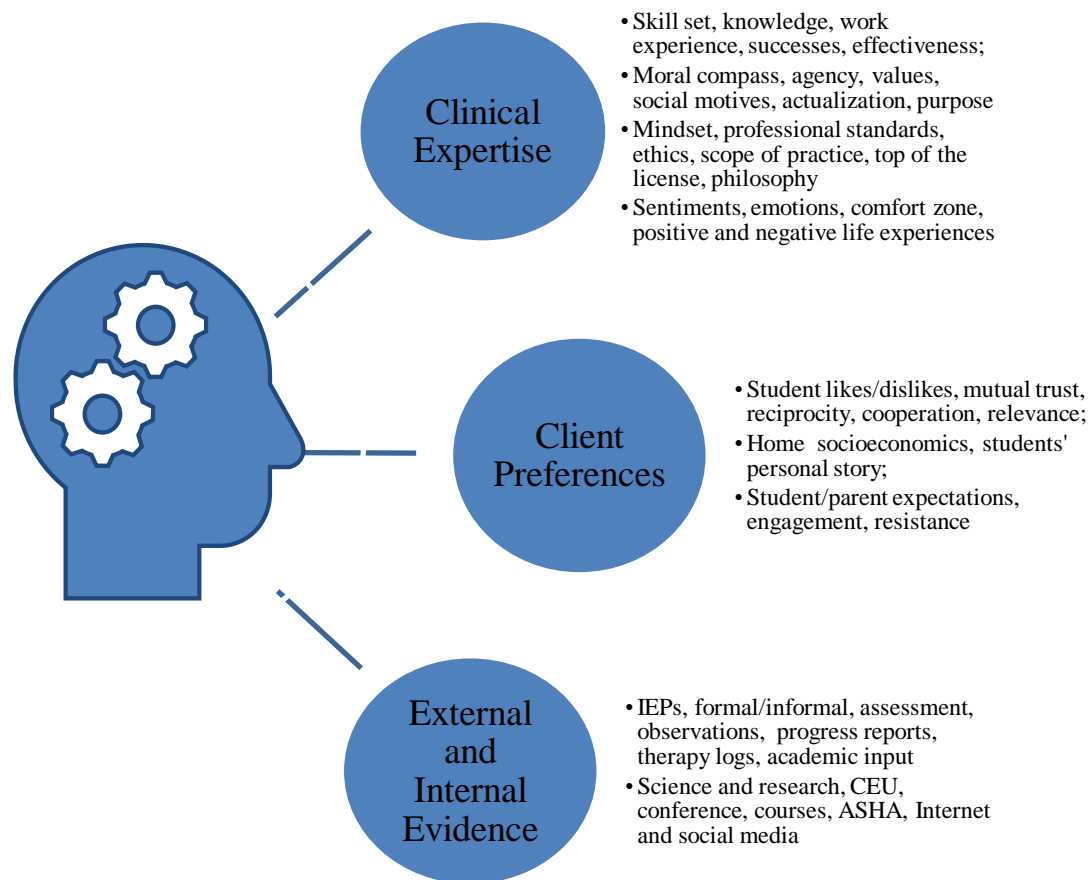 Clinical
Expertise
• Skill set, knowledge, work
experience, successes, effectiveness;
• Moral compass, agency, values,
social motives, actualization, purpose
• Mindset, professional standards,
ethics, scope of practice, top of the
license, philosophy
• Sentiments, emotions, comfort zone,
positive and negative life experiences
Client
Preferences
• Student likes/dislikes, mutual trust,
reciprocity, cooperation, relevance;
• Home socioeconomics, students'
personal story;
• Student/parent expectations,
engagement, resistance
External
and
Internal
Evidence
• IEPs, formal/informal, assessment,
observations, progress reports,
therapy logs, academic input
• Science and research, CEU,
conference, courses, ASHA, Internet
and social media